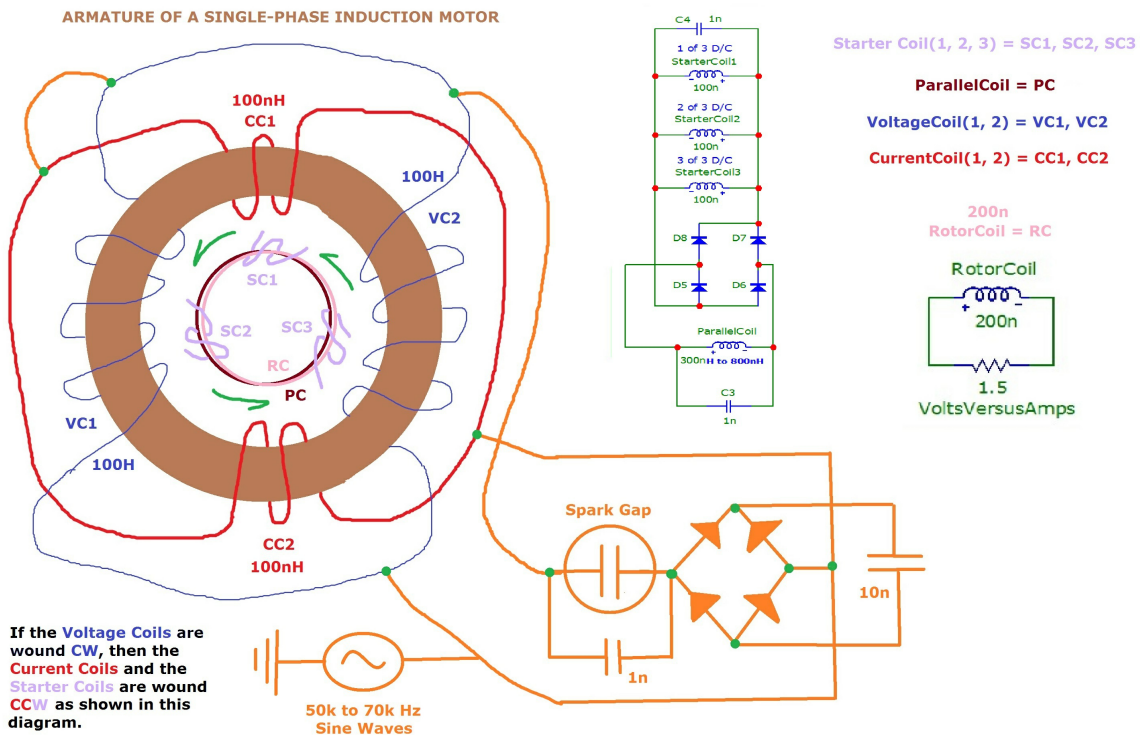 ARMATURE OF A SINGLE-PHASE INDUCTION MOTOR
100nH
CC1
100H
VC2
SC1
SC2
SC3
RC
PC
VC1
100H
CC2
100nH
C4
1n
1 of 3 D/C
StarterCoil1
100n
2 of 3 D/C
StarterCoil2
100n
3 of 3 D/C
StarterCoil3
100n
D8
D7
D5
D6
ParallelCoil
300nH to 800nH
C3
1n
Starter Coil(1, 2, 3) = SC1, SC2, SC3
ParallelCoil = PC
VoltageCoil(1, 2) = VC1, VC2
CurrentCoil(1, 2) = CC1, CC2
200n
RotorCoil = RC
RotorCoil
200n
1.5
VoltsVersusAmps
Spark Gap
1n
10n
50k to 70k Hz
Sine Waves
If the Voltage Coils are
wound CW, then the
Current Coils and the
Starter Coils are wound
CCW as shown in this
diagram.